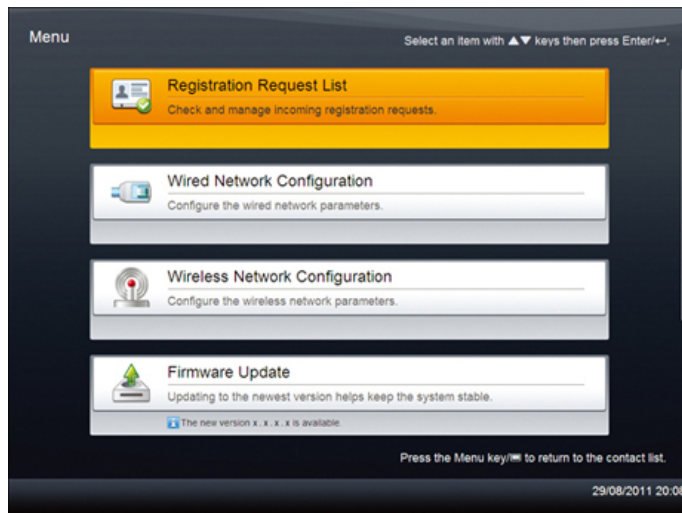 Menu
Select an item with ▲▼ keys then press Enter/↵.
Registration Request List
Check and manage incoming registration requests.
Wired Network Configuration
Configure the wired network parameters.
Wireless Network Configuration
Configure the wireless network parameters.
Firmware Update
Updating to the newest version helps keep the system stable.
The new version x . x . x . x is available.
Press the Menu key/ to return to the contact list.
29/08/2011 20:08